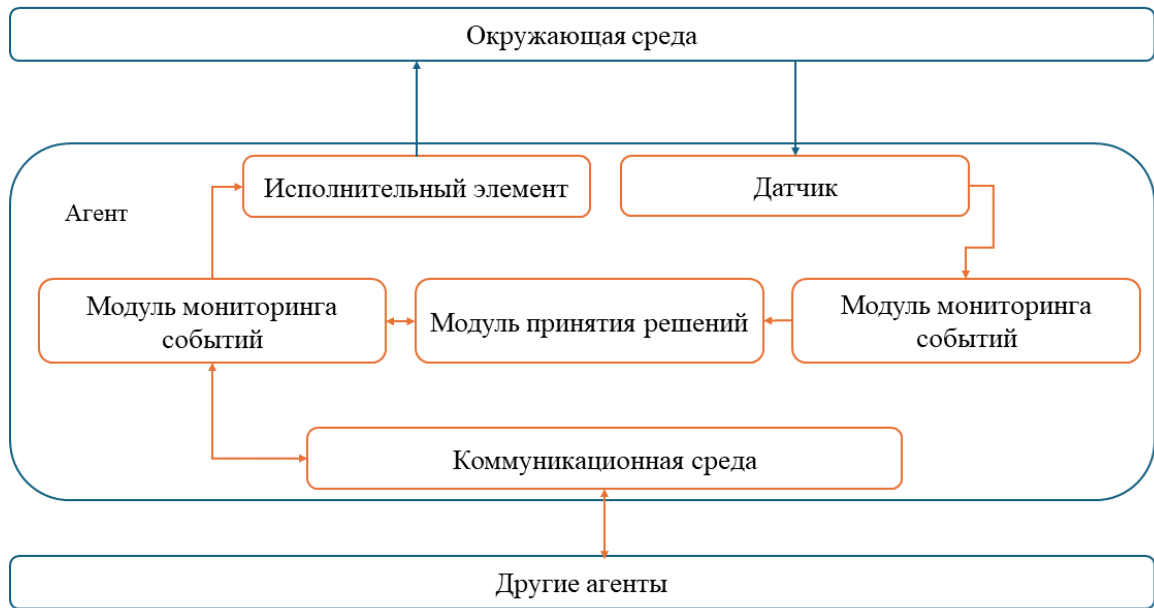 Окружающая среда
Исполнительный элемент
Датчик
Агент
Модуль мониторинга
событий
Модуль принятия решений
Модуль мониторинга
событий
Коммуникационная среда
Другие агенты